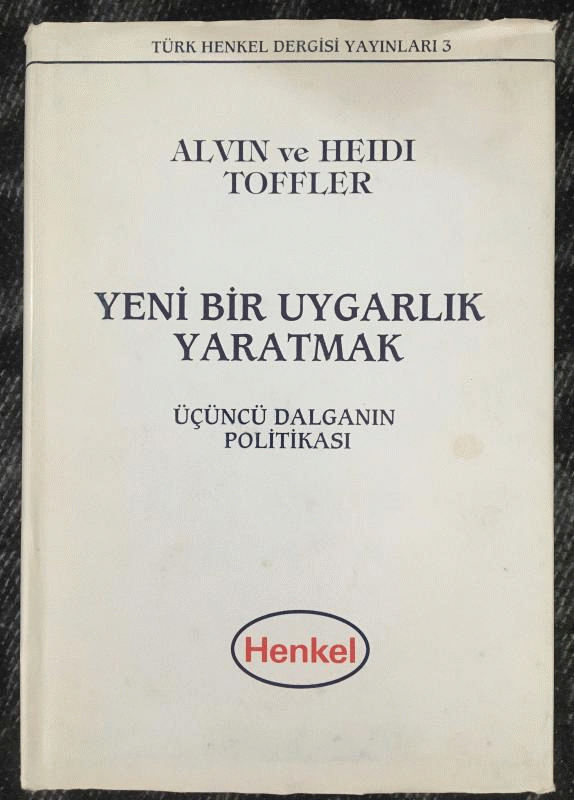 TÜRK HENKEL DERGİSİ YAYINLARI 3
ALVIN ve HEIDI
TOFFLER
YENİ BİR UYGARLIK
YARATMAK
ÜÇÜNCÜ DALGANIN
POLİTİKASI
Henkel